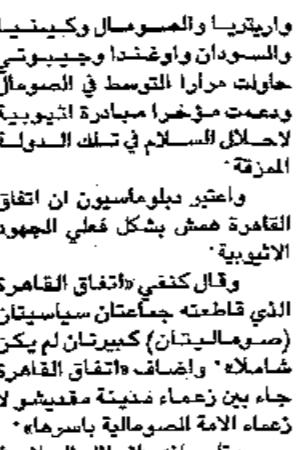 واريتريا والصومال وكينيا
والسودان واوغندا وجيبوتي
حاولت مرارا التوسط في الصومال
ودعمت مؤخرا مبادرة اثيوبية
لاحلال السلام في تلك الدولة
الممزقة.
واعتبر دبلوماسيون ان اتفاق
القاهرة همش بشكل فعلي الجهود
الاثيوبية.
وقال كنفي «اتفاق القاهرة
الذي قاطعته جماعتان سياسيتان
(صوماليتان) كبيرتان لم يكن
شاملا». واضاف «اتفاق القاهرة
جاء بين زعماء مدينة مقديشو لا
زعماء الامة الصومالية باسرها».